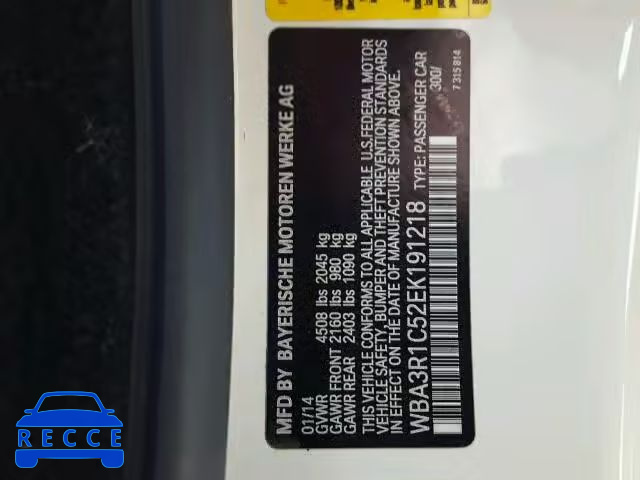 MFD BY BAYERISCHE MOTOREN WERKE AG
01/14
GVWR 4508 lbs 2045 kg
GAWR FRONT 2160 lbs 980 kg
GAWR REAR 2403 lbs 1090 kg
THIS VEHICLE CONFORMS TO ALL APPLICABLE U.S. FEDERAL MOTOR
VEHICLE SAFETY, BUMPER AND THEFT PREVENTION STANDARDS
IN EFFECT ON DATE OF MANUFACTURE SHOWN ABOVE.
WBA3R1C52EK191218 TYPE: PASSENGER CAR
300/
7 315 814
RECCE